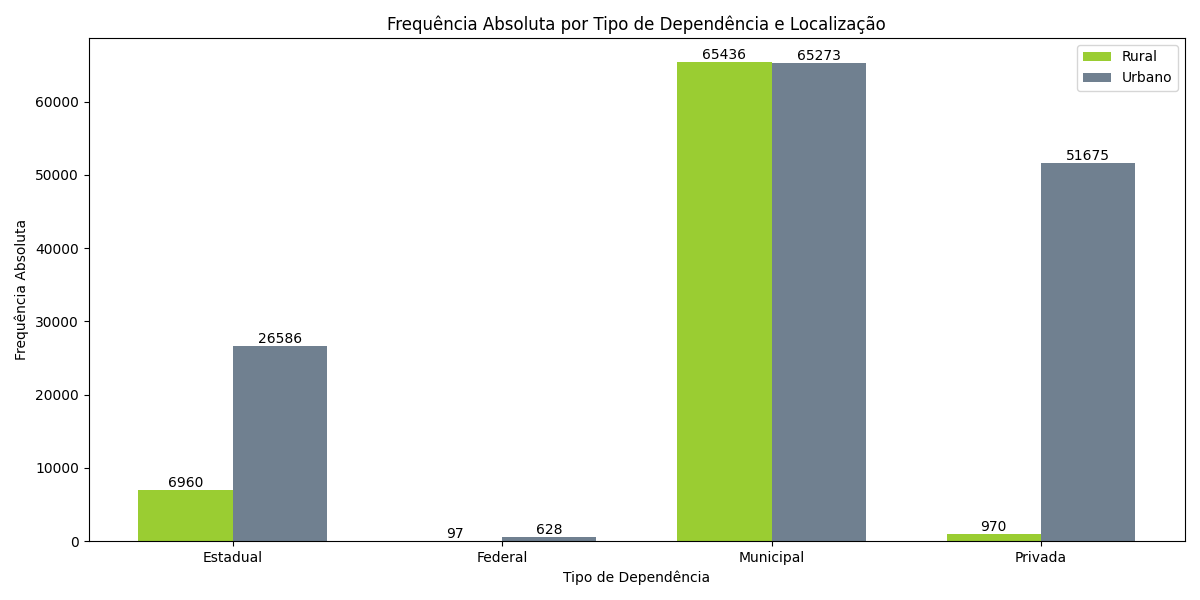 Frequência Absoluta por Tipo de Dependência e Localização
Rural
Urbano
Frequência Absoluta
60000
50000
40000
30000
20000
10000
0
6960
26586
97
628
65436
65273
970
51675
Estadual
Federal
Municipal
Privada
Tipo de Dependência